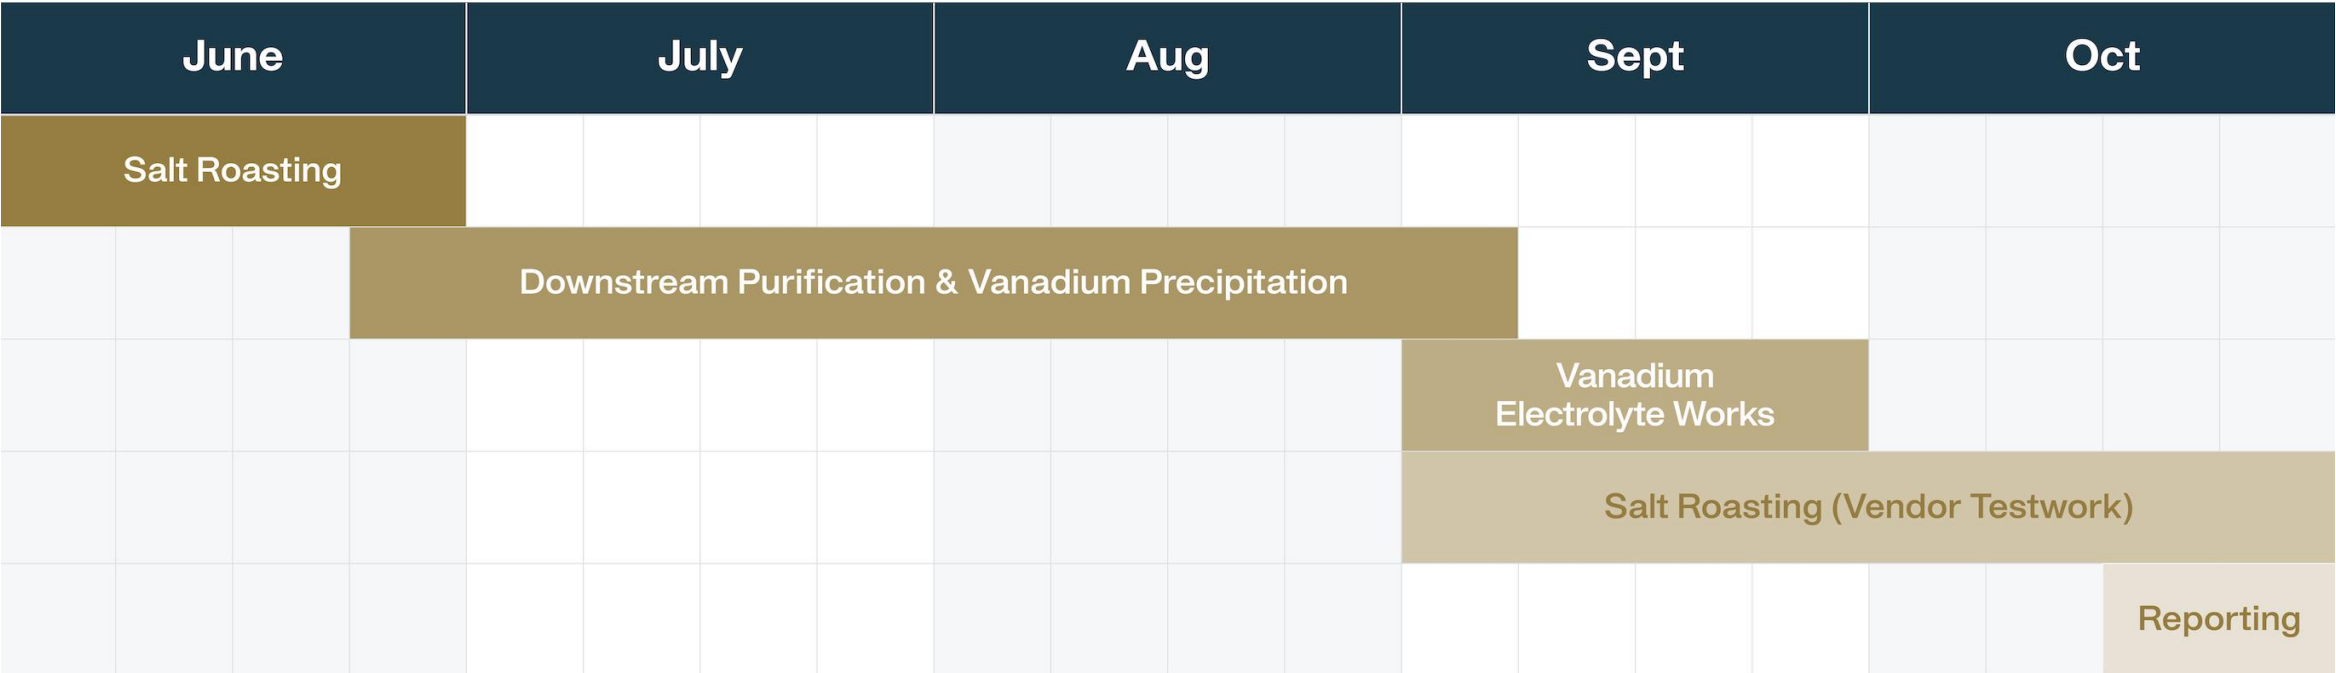 June
July
Aug
Sept
Oct
Salt Roasting
Downstream Purification & Vanadium Precipitation
Vanadium
Electrolyte Works
Salt Roasting (Vendor Testwork)
Reporting